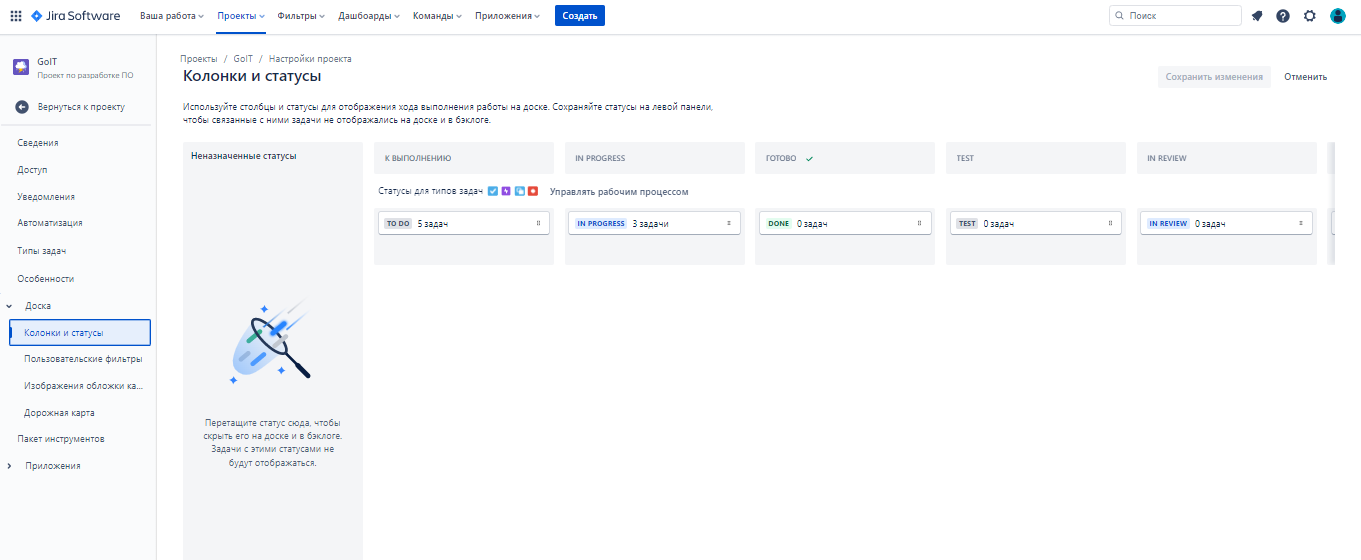 Jira Software
Ваша работа
Проекты
Фильтры
Дашборды
Команды
Приложения
Создать
Поиск
GoIT
Проект по разработке ПО
Вернуться к проекту
Сведения
Доступ
Уведомления
Автоматизация
Типы задач
Особенности
Доска
Колонки и статусы
Пользовательские фильтры
Изображения обложки ка...
Дорожная карта
Пакет инструментов
Приложения
Проекты / GoIT / Настройки проекта
Колонки и статусы
Сохранить изменения
Отменить
Используйте столбцы и статусы для отображения хода выполнения работы на доске. Сохраняйте статусы на левой панели,
чтобы связанные с ними задачи не отображались на доске и в бэклоге.
Неназначенные статусы
Перетащите статус сюда, чтобы
скрыть его на доске и в бэклоге.
Задачи с этими статусами не
будут отображаться.
К ВЫПОЛНЕНИЮ
IN PROGRESS
ГОТОВО
TEST
IN REVIEW
Статусы для типов задач
Управлять рабочим процессом
TO DO 5 задач
IN PROGRESS 3 задачи
DONE 0 задач
TEST 0 задач
IN REVIEW 0 задач